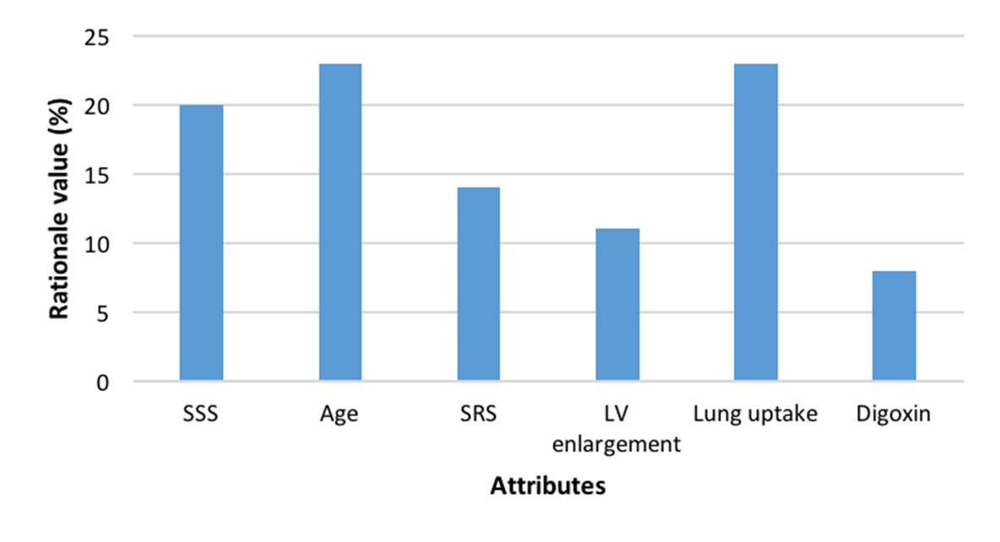 Rationale value (%)
25
20
15
10
5
0
SSS
Age
SRS
LV
enlargement
Lung uptake
Digoxin
Attributes